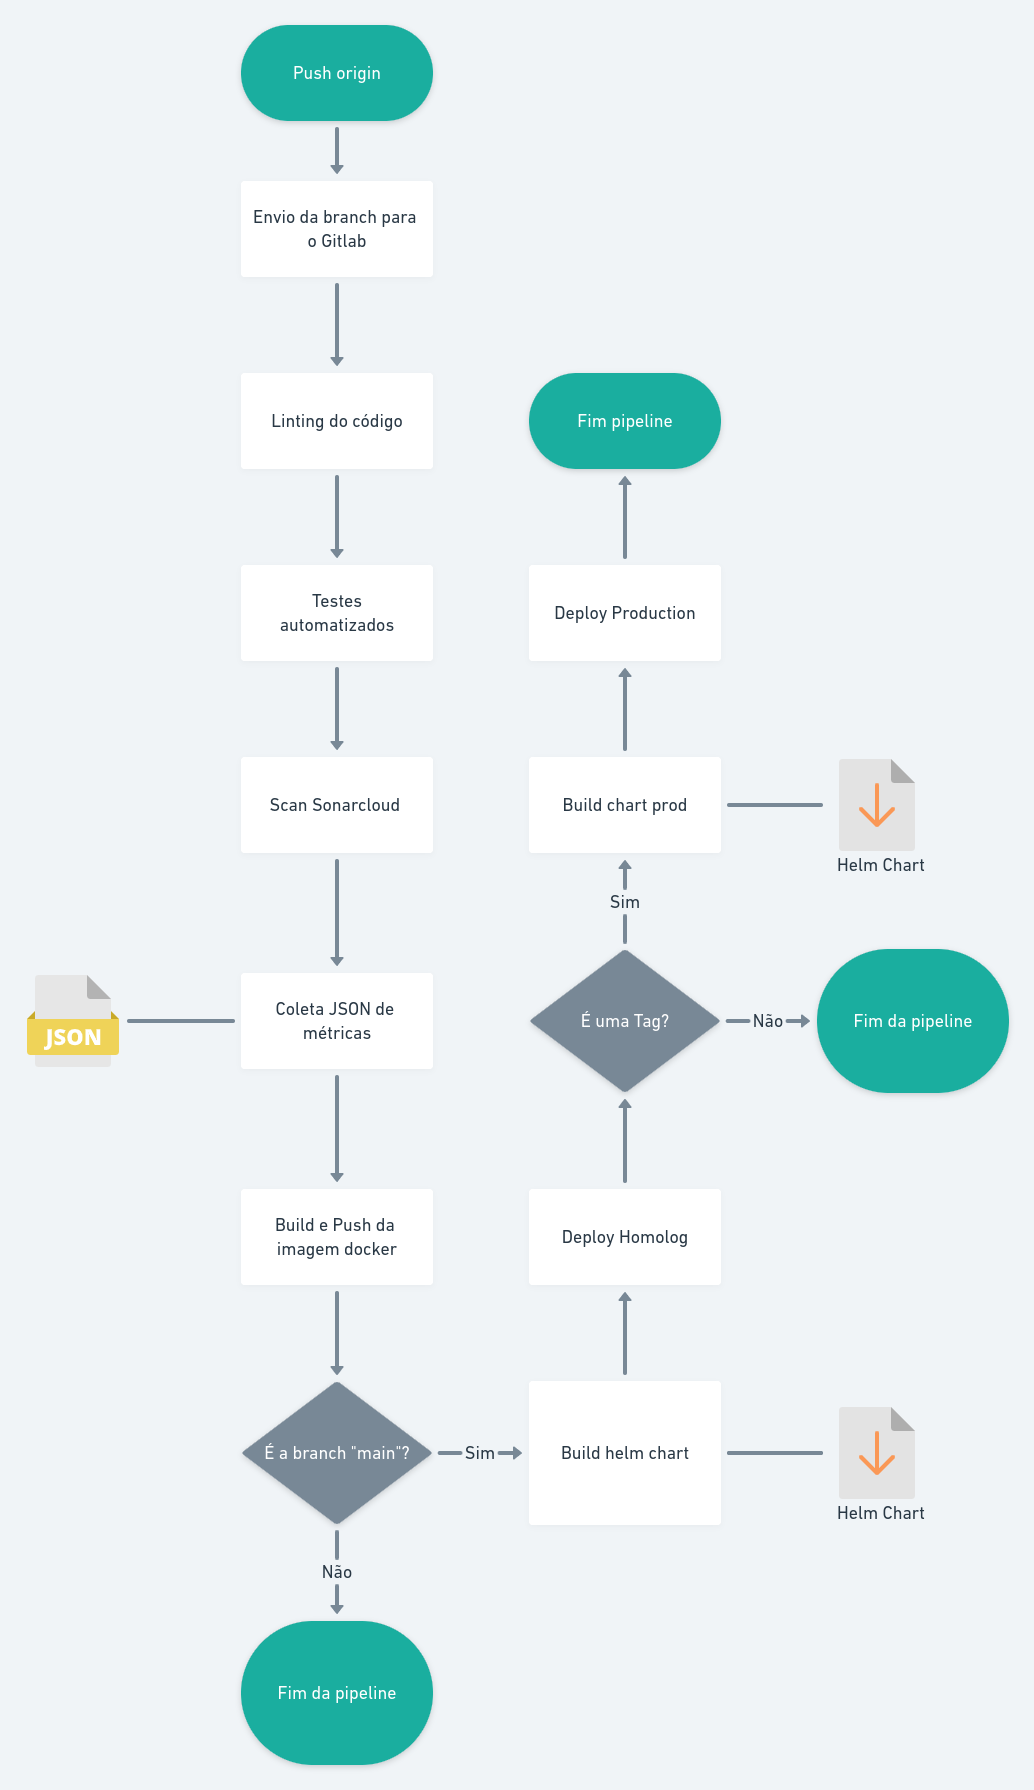 Push origin
Envio da branch para
o Gitlab
Linting do código
Testes
automatizados
Scan Sonarcloud
JSON
Coleta JSON de
métricas
Build e Push da
imagem docker
É a branch "main"?
Não
Fim da pipeline
Sim
Build helm chart
Helm Chart
Deploy Homolog
É uma Tag?
Não
Fim da pipeline
Sim
Build chart prod
Helm Chart
Deploy Production
Fim pipeline